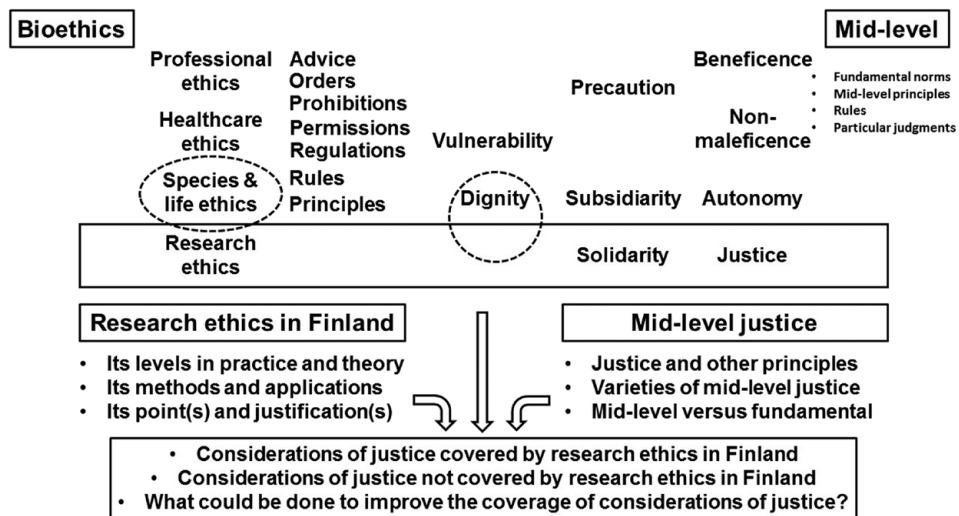 Bioethics
Mid-level
Professional
ethics
Healthcare
ethics
Species &
life ethics
Research
ethics
Advice
Orders
Prohibitions
Permissions
Regulations
Rules
Principles
Vulnerability
Dignity
Precaution
Subsidiarity
Solidarity
Beneficence
Non-
maleficence
Autonomy
Justice
• Fundamental norms
• Mid-level principles
• Rules
• Particular judgments
Research ethics in Finland
• Its levels in practice and theory
• Its methods and applications
• Its point(s) and justification(s)
Mid-level justice
• Justice and other principles
• Varieties of mid-level justice
• Mid-level versus fundamental
• Considerations of justice covered by research ethics in Finland
• Considerations of justice not covered by research ethics in Finland
• What could be done to improve the coverage of considerations of justice?